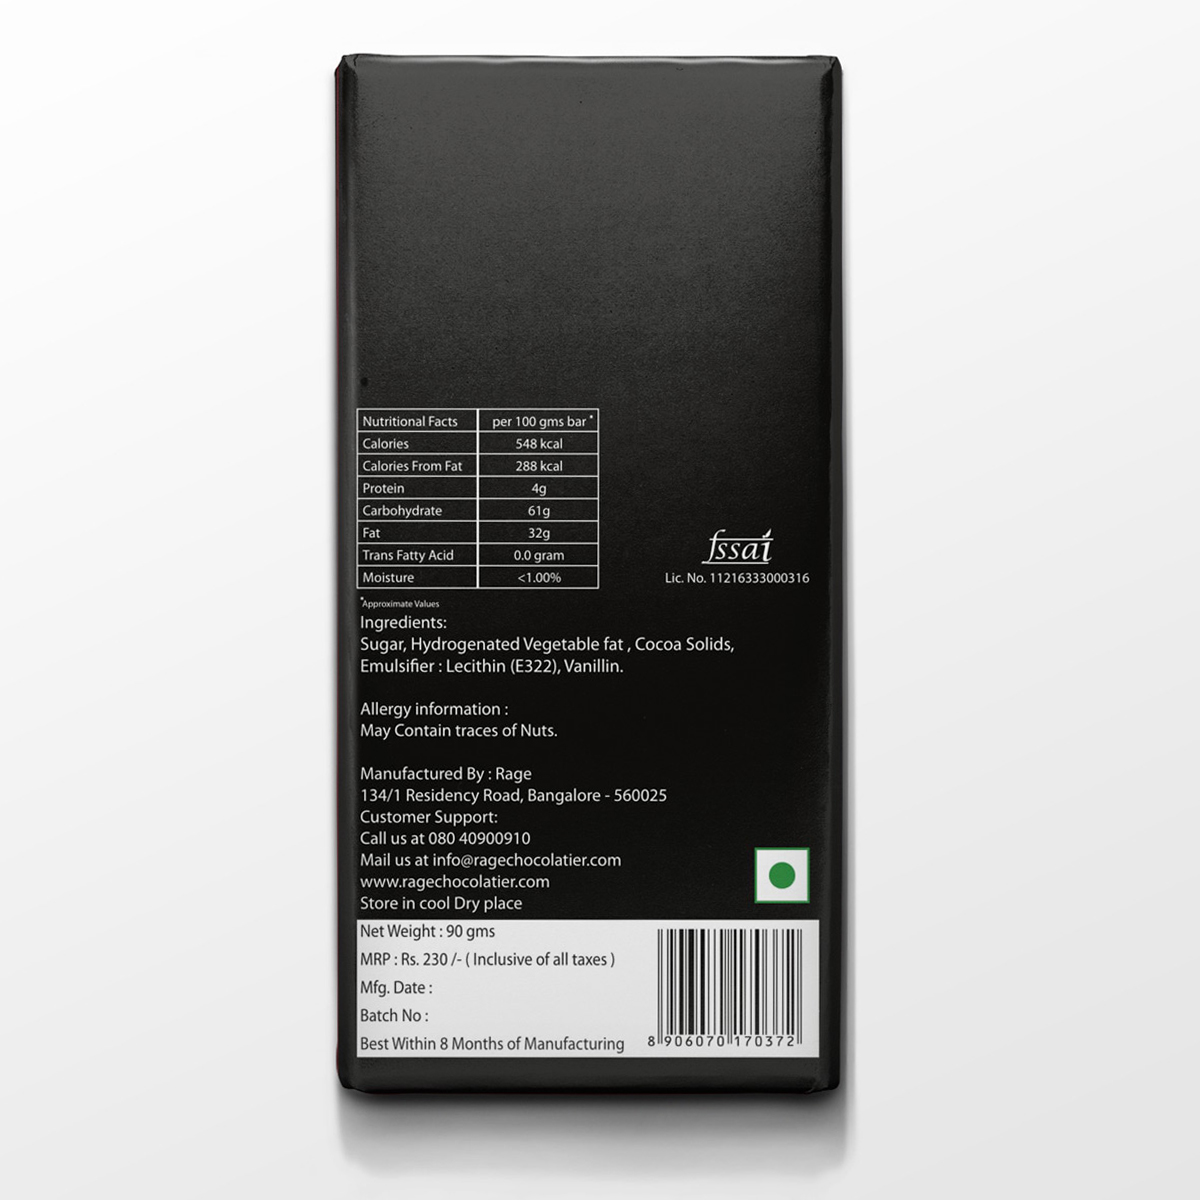 Nutritional Facts per 100 gms bar *
Calories 548 kcal
Calories From Fat 288 kcal
Protein 4g
Carbohydrate 61g
Fat 32g
Trans Fatty Acid 0.0 gram
Moisture <1.00%
*Approximate Values
fssai
Lic. No. 11216333000316
Ingredients:
Sugar, Hydrogenated Vegetable fat , Cocoa Solids,
Emulsifier : Lecithin (E322), Vanillin.
Allergy information :
May Contain traces of Nuts.
Manufactured By : Rage
134/1 Residency Road, Bangalore - 560025
Customer Support:
Call us at 080 40900910
Mail us at info@ragechocolatier.com
www.ragechocolatier.com
Store in cool Dry place
Net Weight : 90 gms
MRP : Rs. 230 /- ( Inclusive of all taxes )
Mfg. Date :
Batch No :
Best Within 8 Months of Manufacturing
8 906070 170372